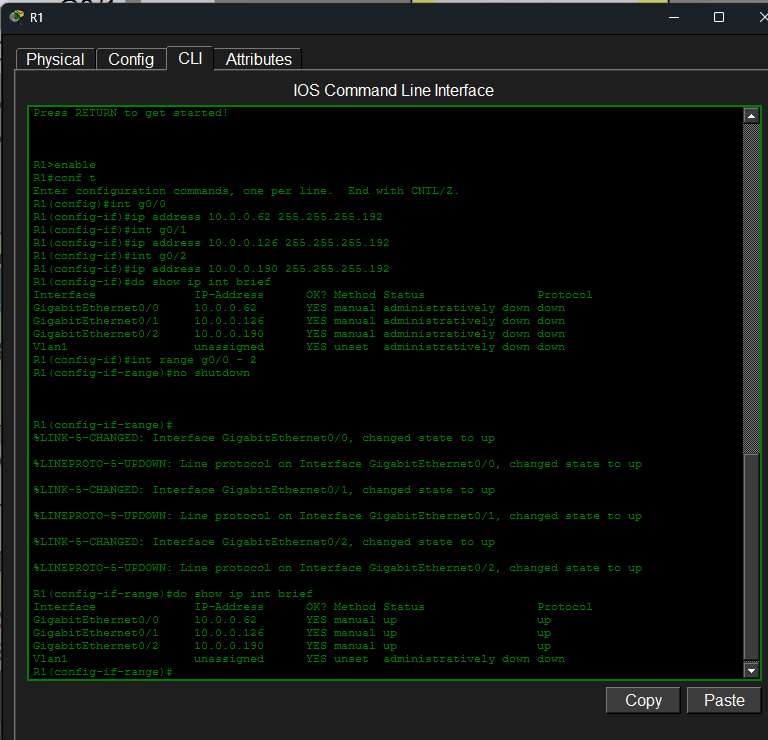 R1
Physical Config CLI Attributes
IOS Command Line Interface
Press RETURN to get started!
R1>enable
R1#conf t
Enter configuration commands, one per line.  End with CNTL/Z.
R1(config)#int g0/0
R1(config-if)#ip address 10.0.0.62 255.255.255.192
R1(config-if)#int g0/1
R1(config-if)#ip address 10.0.0.126 255.255.255.192
R1(config-if)#int g0/2
R1(config-if)#ip address 10.0.0.190 255.255.255.192
R1(config-if)#do show ip int brief
Interface              IP-Address      OK? Method Status                Protocol
GigabitEthernet0/0     10.0.0.62       YES manual administratively down down
GigabitEthernet0/1     10.0.0.126      YES manual administratively down down
GigabitEthernet0/2     10.0.0.190      YES manual administratively down down
Vlan1                  unassigned      YES unset  administratively down down
R1(config-if)#int range g0/0 - 2
R1(config-if-range)#no shutdown
R1(config-if-range)#
%LINK-5-CHANGED: Interface GigabitEthernet0/0, changed state to up
%LINEPROTO-5-UPDOWN: Line protocol on Interface GigabitEthernet0/0, changed state to up
%LINK-5-CHANGED: Interface GigabitEthernet0/1, changed state to up
%LINEPROTO-5-UPDOWN: Line protocol on Interface GigabitEthernet0/1, changed state to up
%LINK-5-CHANGED: Interface GigabitEthernet0/2, changed state to up
%LINEPROTO-5-UPDOWN: Line protocol on Interface GigabitEthernet0/2, changed state to up
R1(config-if-range)#do show ip int brief
Interface              IP-Address      OK? Method Status                Protocol
GigabitEthernet0/0     10.0.0.62       YES manual up                    up
GigabitEthernet0/1     10.0.0.126      YES manual up                    up
GigabitEthernet0/2     10.0.0.190      YES manual up                    up
Vlan1                  unassigned      YES unset  administratively down down
R1(config-if-range)#
Copy Paste